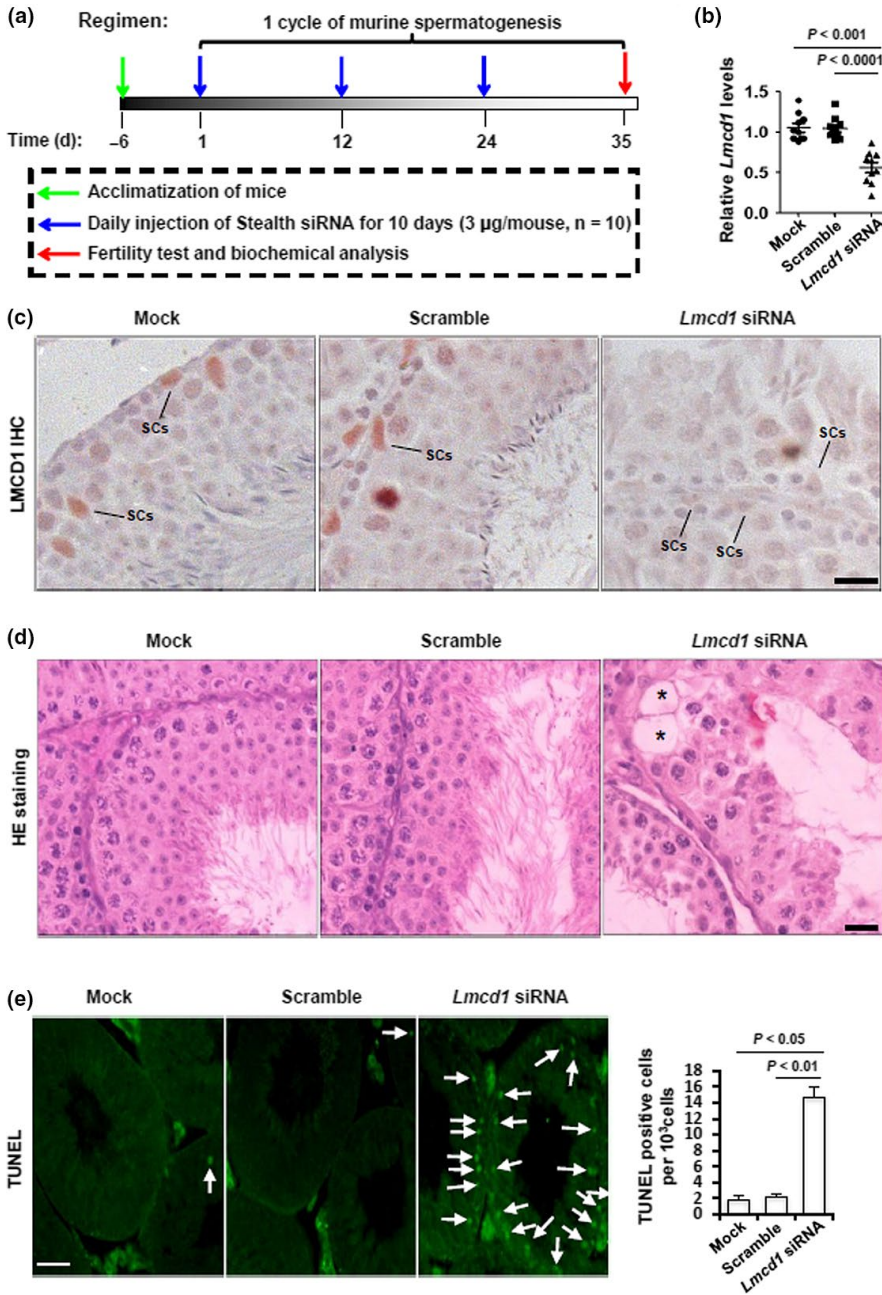 (a)
Regimen:
1 cycle of murine spermatogenesis
Time (d):
–6
1
12
24
35
Acclimatization of mice
Daily injection of Stealth siRNA for 10 days (3 µg/mouse, n = 10)
Fertility test and biochemical analysis
(b)
P < 0.001
P < 0.0001
Relative Lmcd1 levels
1.5
1.0
0.5
0.0
Mock
Scramble
Lmcd1 siRNA
(c)
Mock
Scramble
Lmcd1 siRNA
LMCD1 IHC
SCs
SCs
SCs
SCs
SCs
SCs
(d)
Mock
Scramble
Lmcd1 siRNA
HE staining
*
*
(e)
Mock
Scramble
Lmcd1 siRNA
TUNEL
P < 0.05
P < 0.01
TUNEL positive cells
per 10³cells
18
16
14
12
10
8
6
4
2
0
Mock
Scramble
Lmcd1 siRNA